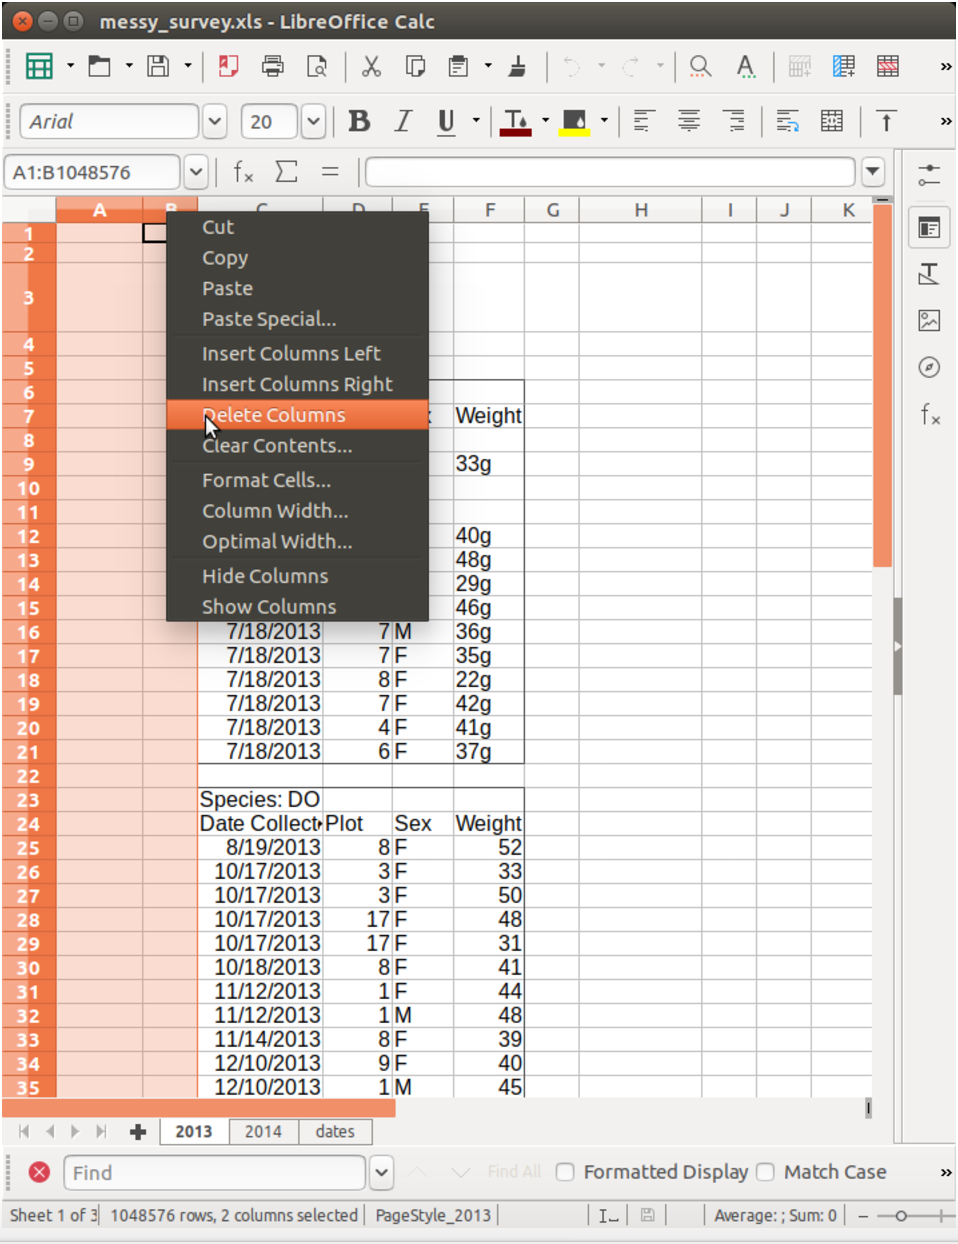 messy_survey.xls - LibreOffice Calc
»
Arial 20 B I U »
A1:B1048576 fx Σ =
A B C D E F G H I J K
1
2
3
4
5
6
7 Weight
8
9 33g
10
11
12 40g
13 48g
14 29g
15 46g
16 7/18/2013 7 M 36g
17 7/18/2013 7 F 35g
18 7/18/2013 8 F 22g
19 7/18/2013 7 F 42g
20 7/18/2013 4 F 41g
21 7/18/2013 6 F 37g
22
23 Species: DO
24 Date Collect Plot Sex Weight
25 8/19/2013 8 F 52
26 10/17/2013 3 F 33
27 10/17/2013 3 F 50
28 10/17/2013 17 F 48
29 10/17/2013 17 F 31
30 10/18/2013 8 F 41
31 11/12/2013 1 F 44
32 11/12/2013 1 M 48
33 11/14/2013 8 F 39
34 12/10/2013 9 F 40
35 12/10/2013 1 M 45
Cut
Copy
Paste
Paste Special...
Insert Columns Left
Insert Columns Right
Delete Columns
Clear Contents...
Format Cells...
Column Width...
Optimal Width...
Hide Columns
Show Columns
2013 2014 dates
Find Find All Formatted Display Match Case »
Sheet 1 of 3 1048576 rows, 2 columns selected PageStyle_2013 Average: ; Sum: 0